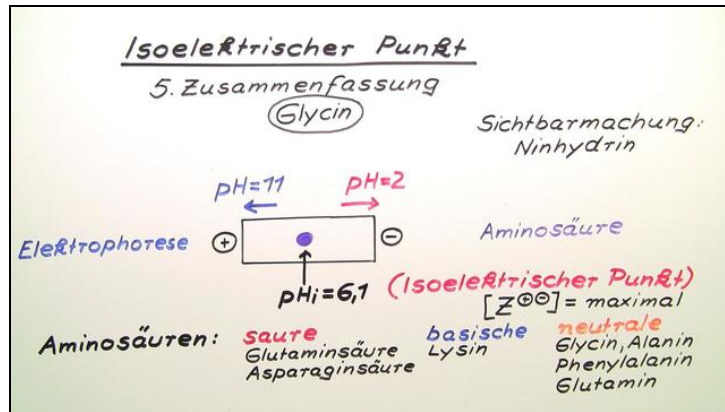 Isoelektrischer Punkt
5. Zusammenfassung
Glycin
Sichtbarmachung:
Ninhydrin
pH=11 pH=2
Elektrophorese + − Aminosäure
pHi=6,1 (Isoelektrischer Punkt)
[Z⊕⊖] = maximal
Aminosäuren: saure basische neutrale
Glutaminsäure Lysin Glycin, Alanin
Asparaginsäure Phenylalanin
Glutamin